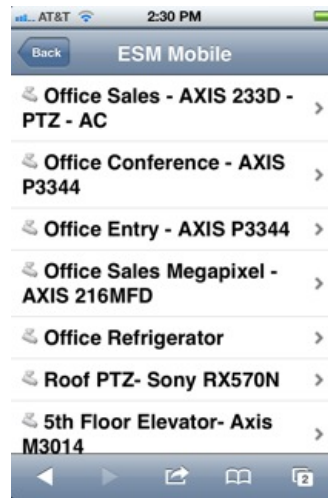 AT&T 2:30 PM
Back ESM Mobile
Office Sales - AXIS 233D -
PTZ - AC
Office Conference - AXIS
P3344
Office Entry - AXIS P3344
Office Sales Megapixel -
AXIS 216MFD
Office Refrigerator
Roof PTZ- Sony RX570N
5th Floor Elevator- Axis
M3014
2